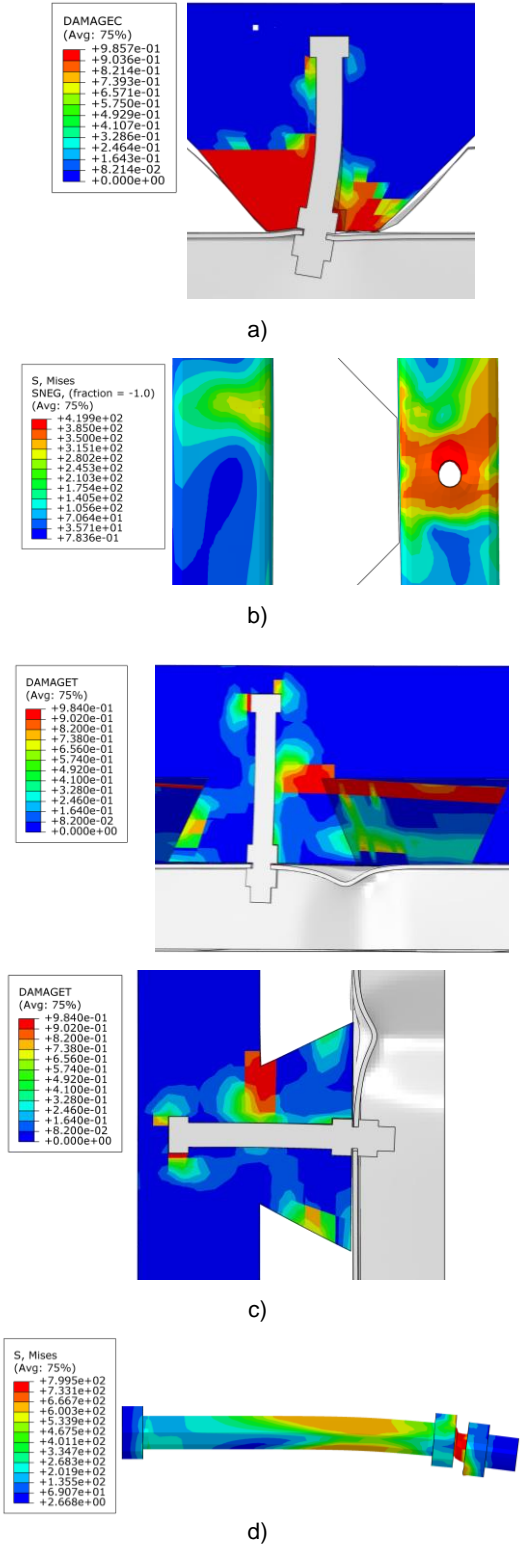 DAMAGEC
(Avg: 75%)
+9.857e-01
+9.036e-01
+8.214e-01
+7.393e-01
+6.571e-01
+5.750e-01
+4.929e-01
+4.107e-01
+3.286e-01
+2.464e-01
+1.643e-01
+8.214e-02
+0.000e+00
a)
S, Mises
SNEG, (fraction = -1.0)
(Avg: 75%)
+4.199e+02
+3.850e+02
+3.500e+02
+3.151e+02
+2.802e+02
+2.453e+02
+2.103e+02
+1.754e+02
+1.405e+02
+1.056e+02
+7.064e+01
+3.571e+01
+7.836e-01
b)
DAMAGET
(Avg: 75%)
+9.840e-01
+9.020e-01
+8.200e-01
+7.380e-01
+6.560e-01
+5.740e-01
+4.920e-01
+4.100e-01
+3.280e-01
+2.460e-01
+1.640e-01
+8.200e-02
+0.000e+00
DAMAGET
(Avg: 75%)
+9.840e-01
+9.020e-01
+8.200e-01
+7.380e-01
+6.560e-01
+5.740e-01
+4.920e-01
+4.100e-01
+3.280e-01
+2.460e-01
+1.640e-01
+8.200e-02
+0.000e+00
c)
S, Mises
(Avg: 75%)
+7.995e+02
+7.331e+02
+6.667e+02
+6.003e+02
+5.339e+02
+4.675e+02
+4.011e+02
+3.347e+02
+2.683e+02
+2.019e+02
+1.355e+02
+6.907e+01
+2.668e+00
d)